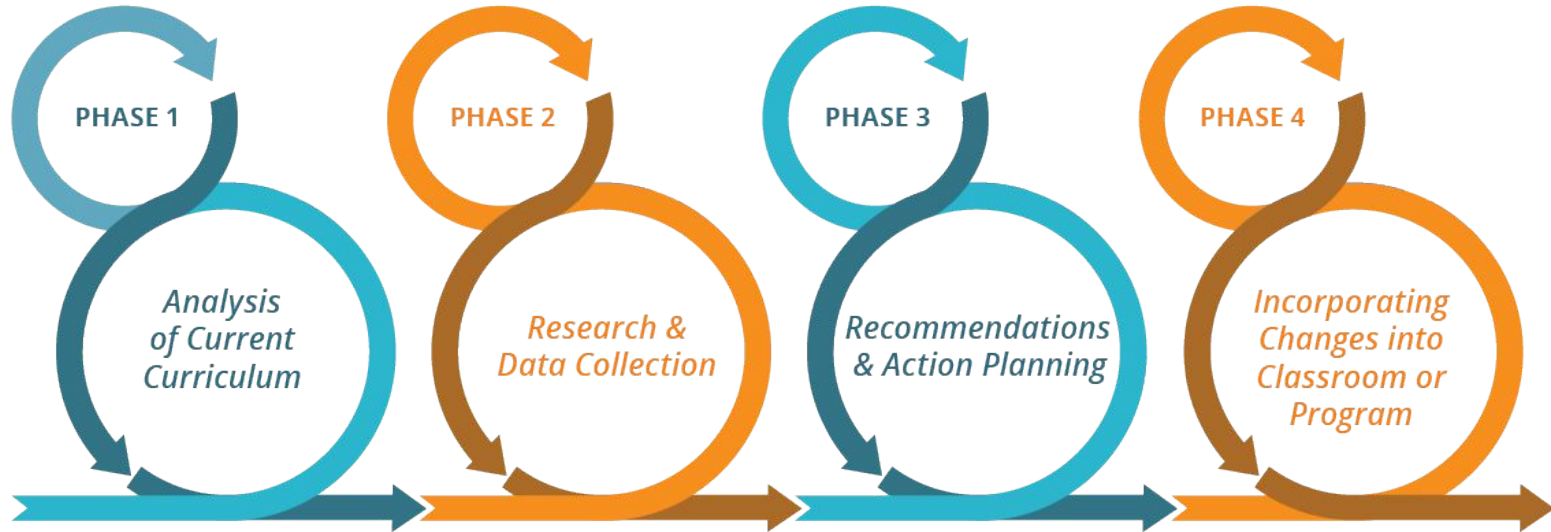 PHASE 1
Analysis
of Current
Curriculum
PHASE 2
Research &
Data Collection
PHASE 3
Recommendations
& Action Planning
PHASE 4
Incorporating
Changes into
Classroom or
Program